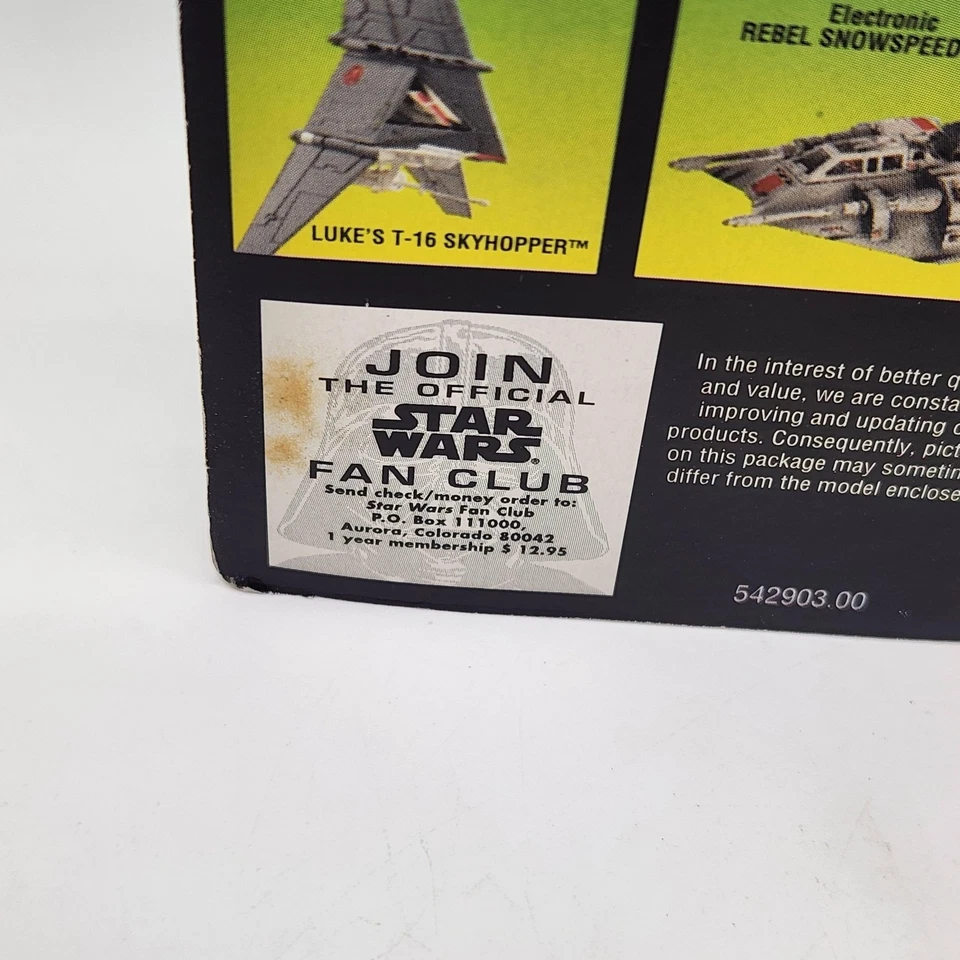 Electronic
REBEL SNOWSPEED
LUKE'S T-16 SKYHOPPER™
JOIN
THE OFFICIAL
STAR
WARS®
FAN CLUB
Send check/money order to:
Star Wars Fan Club
P.O. Box 111000,
Aurora, Colorado 80042
1 year membership $ 12.95
In the interest of better q
and value, we are consta
improving and updating o
products. Consequently, pict
on this package may sometim
differ from the model enclose
542903.00